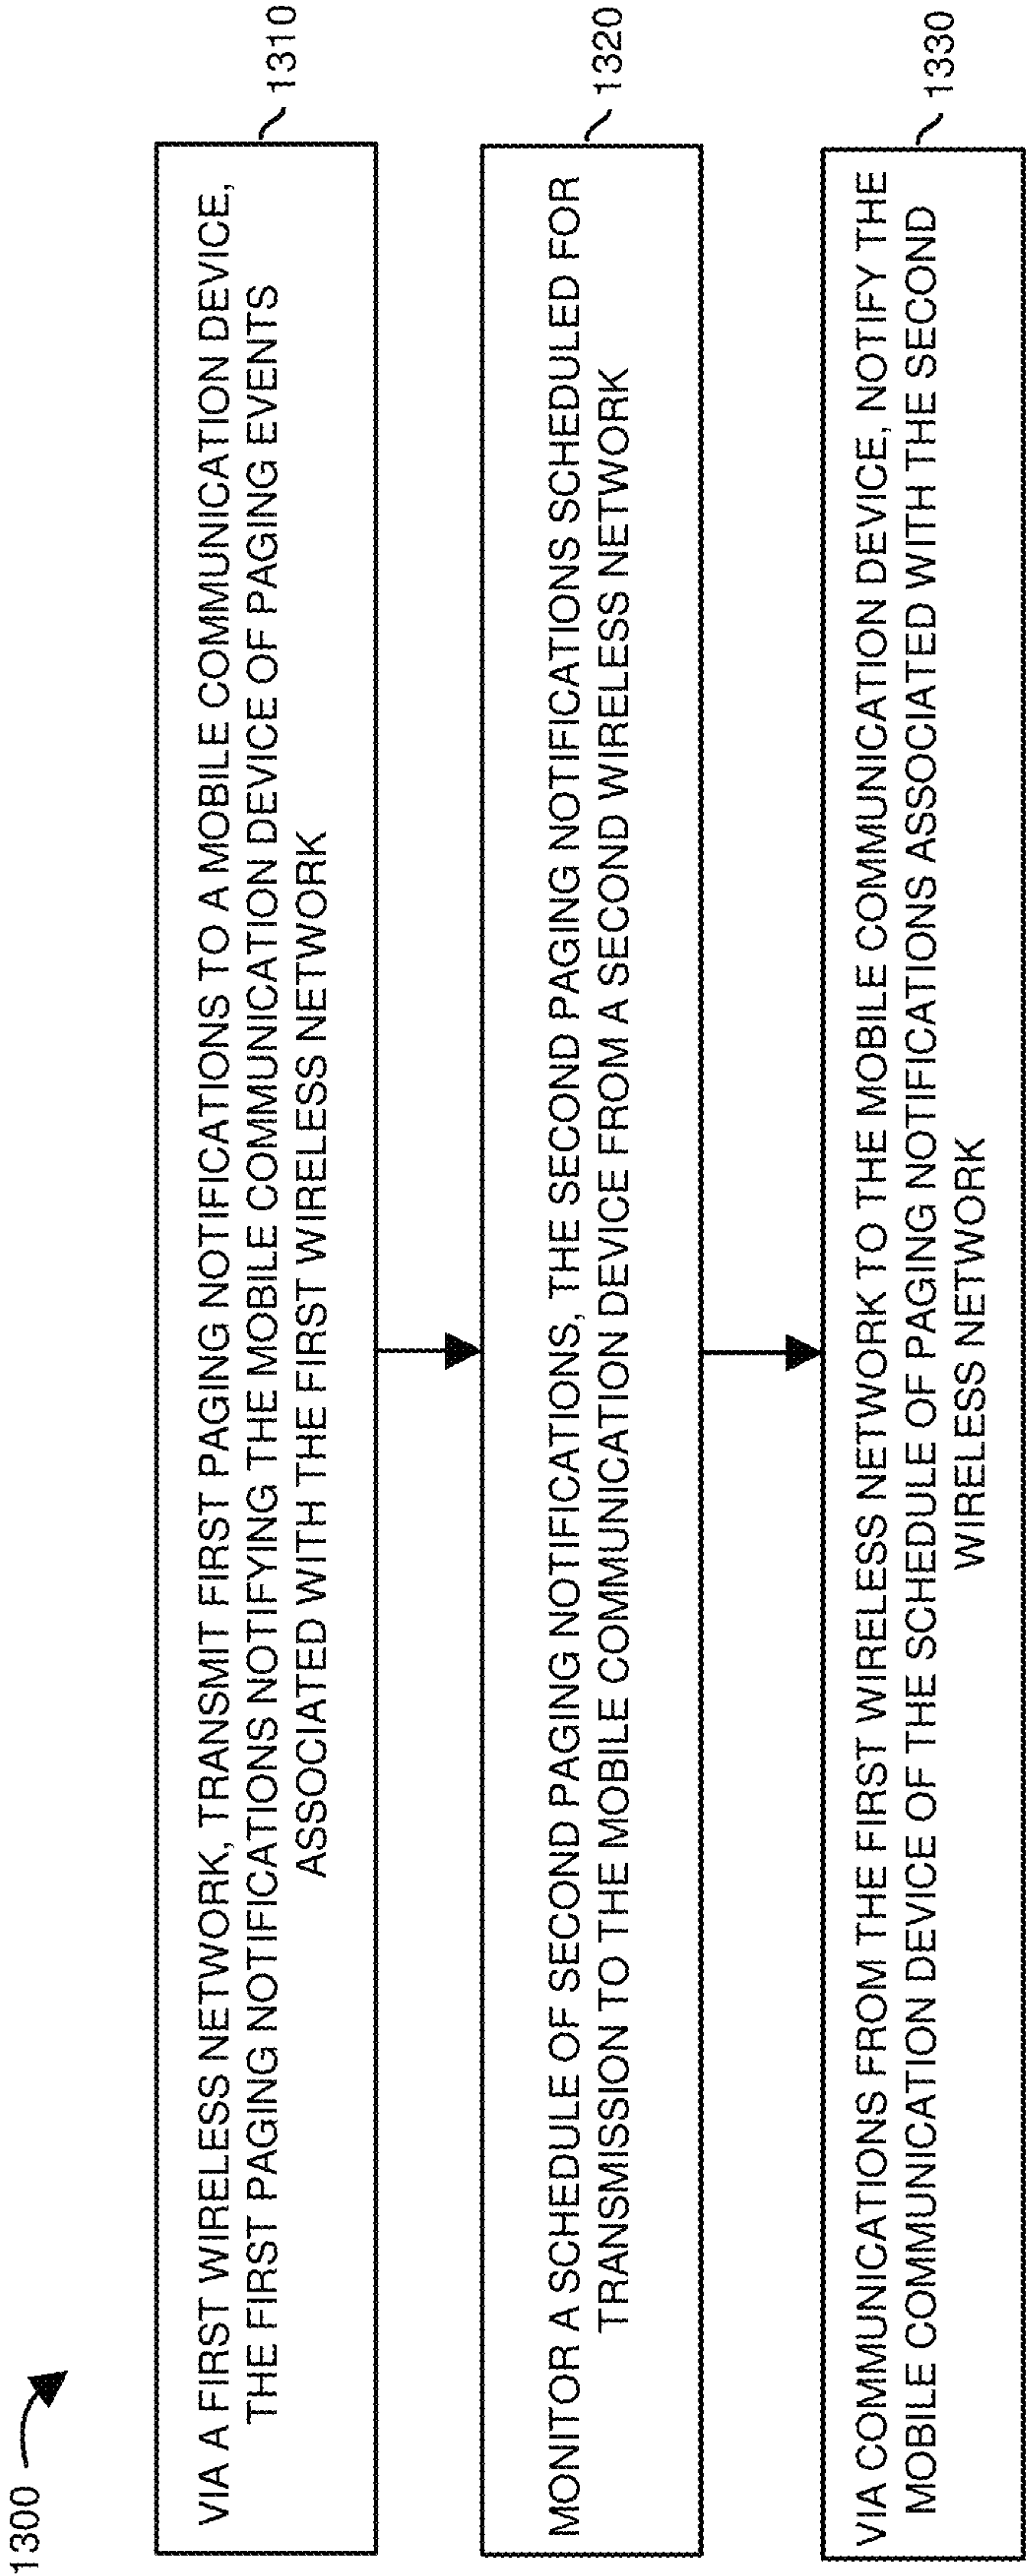 1300
VIA A FIRST WIRELESS NETWORK, TRANSMIT FIRST PAGING NOTIFICATIONS TO A MOBILE COMMUNICATION DEVICE,
THE FIRST PAGING NOTIFICATIONS NOTIFYING THE MOBILE COMMUNICATION DEVICE OF PAGING EVENTS
ASSOCIATED WITH THE FIRST WIRELESS NETWORK
1310
MONITOR A SCHEDULE OF SECOND PAGING NOTIFICATIONS, THE SECOND PAGING NOTIFICATIONS SCHEDULED FOR
TRANSMISSION TO THE MOBILE COMMUNICATION DEVICE FROM A SECOND WIRELESS NETWORK
1320
VIA COMMUNICATIONS FROM THE FIRST WIRELESS NETWORK TO THE MOBILE COMMUNICATION DEVICE, NOTIFY THE
MOBILE COMMUNICATION DEVICE OF THE SCHEDULE OF PAGING NOTIFICATIONS ASSOCIATED WITH THE SECOND
WIRELESS NETWORK
1330